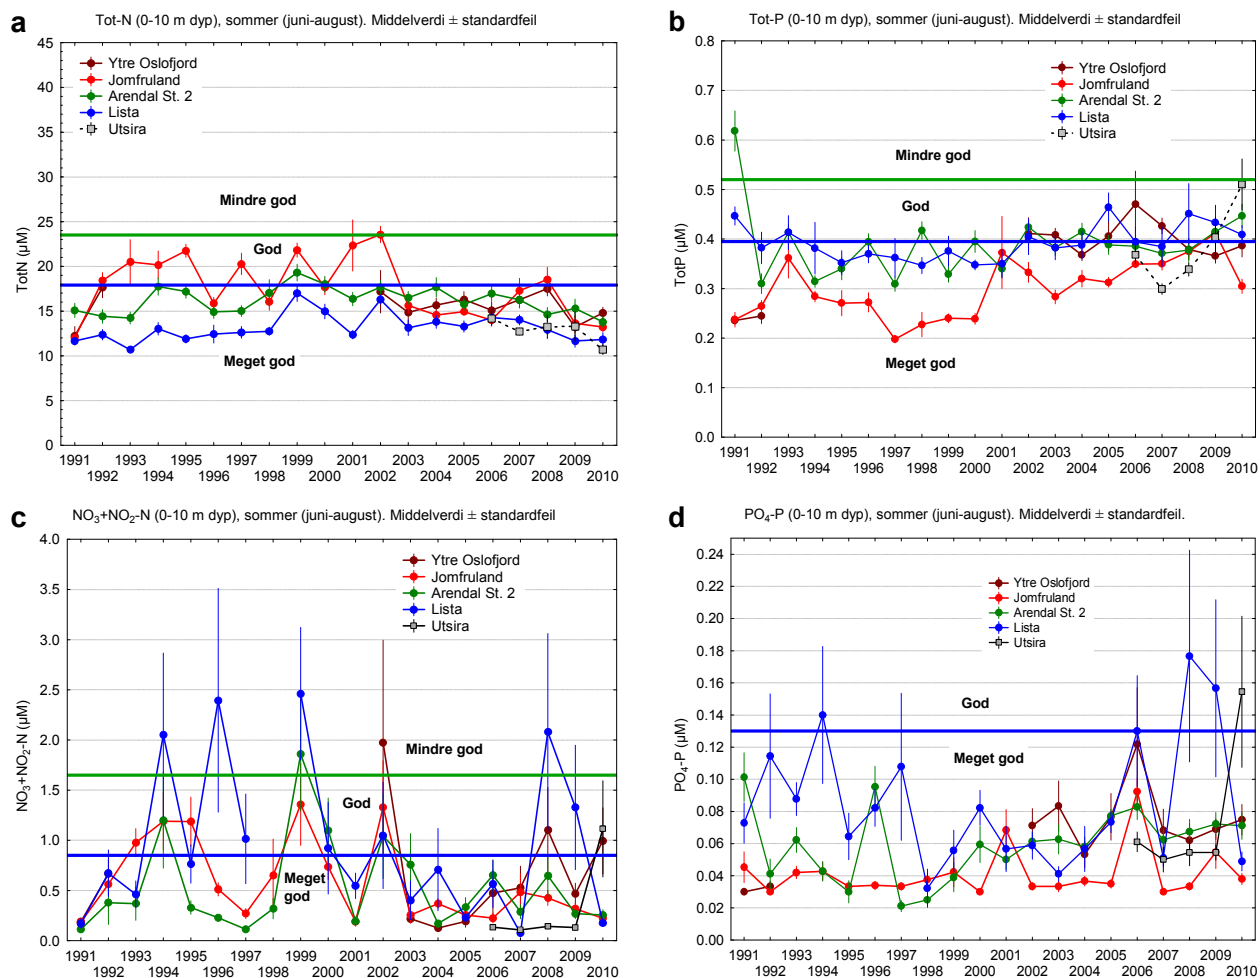 a
Tot-N (0-10 m dyp), sommer (juni-august). Middelverdi ± standardfeil
45
40
35
30
25
20
15
10
5
0
TotN (µM)
Ytre Oslofjord
Jomfruland
Arendal St. 2
Lista
Utsira
Mindre god
God
Meget god
1991 1993 1995 1997 1999 2001 2003 2005 2007 2009
1992 1994 1996 1998 2000 2002 2004 2006 2008 2010
b
Tot-P (0-10 m dyp), sommer (juni-august). Middelverdi ± standardfeil
0.8
0.7
0.6
0.5
0.4
0.3
0.2
0.1
0.0
TotP (µM)
Ytre Oslofjord
Jomfruland
Arendal St. 2
Lista
Utsira
Mindre god
God
Meget god
1991 1993 1995 1997 1999 2001 2003 2005 2007 2009
1992 1994 1996 1998 2000 2002 2004 2006 2008 2010
c
NO3+NO2-N (0-10 m dyp), sommer (juni-august). Middelverdi ± standardfeil
4.0
3.5
3.0
2.5
2.0
1.5
1.0
0.5
0.0
NO3+NO2-N (µM)
Ytre Oslofjord
Jomfruland
Arendal St. 2
Lista
Utsira
Mindre god
God
Meget
god
1991 1993 1995 1997 1999 2001 2003 2005 2007 2009
1992 1994 1996 1998 2000 2002 2004 2006 2008 2010
d
PO4-P (0-10 m dyp), sommer (juni-august). Middelverdi ± standardfeil.
0.24
0.22
0.20
0.18
0.16
0.14
0.12
0.10
0.08
0.06
0.04
0.02
0.00
PO4-P (µM)
Ytre Oslofjord
Jomfruland
Arendal St. 2
Lista
Utsira
God
Meget god
1991 1993 1995 1997 1999 2001 2003 2005 2007 2009
1992 1994 1996 1998 2000 2002 2004 2006 2008 2010